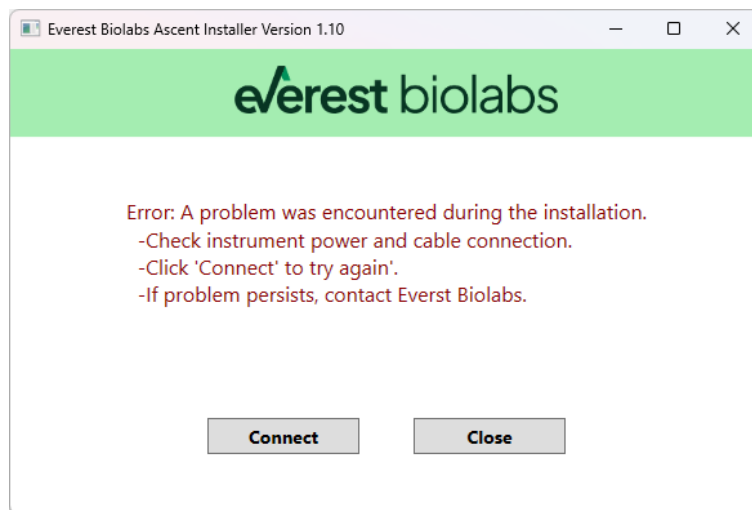 Everest Biolabs Ascent Installer Version 1.10
everest biolabs
Error: A problem was encountered during the installation.
-Check instrument power and cable connection.
-Click 'Connect' to try again'.
-If problem persists, contact Everst Biolabs.
Connect Close